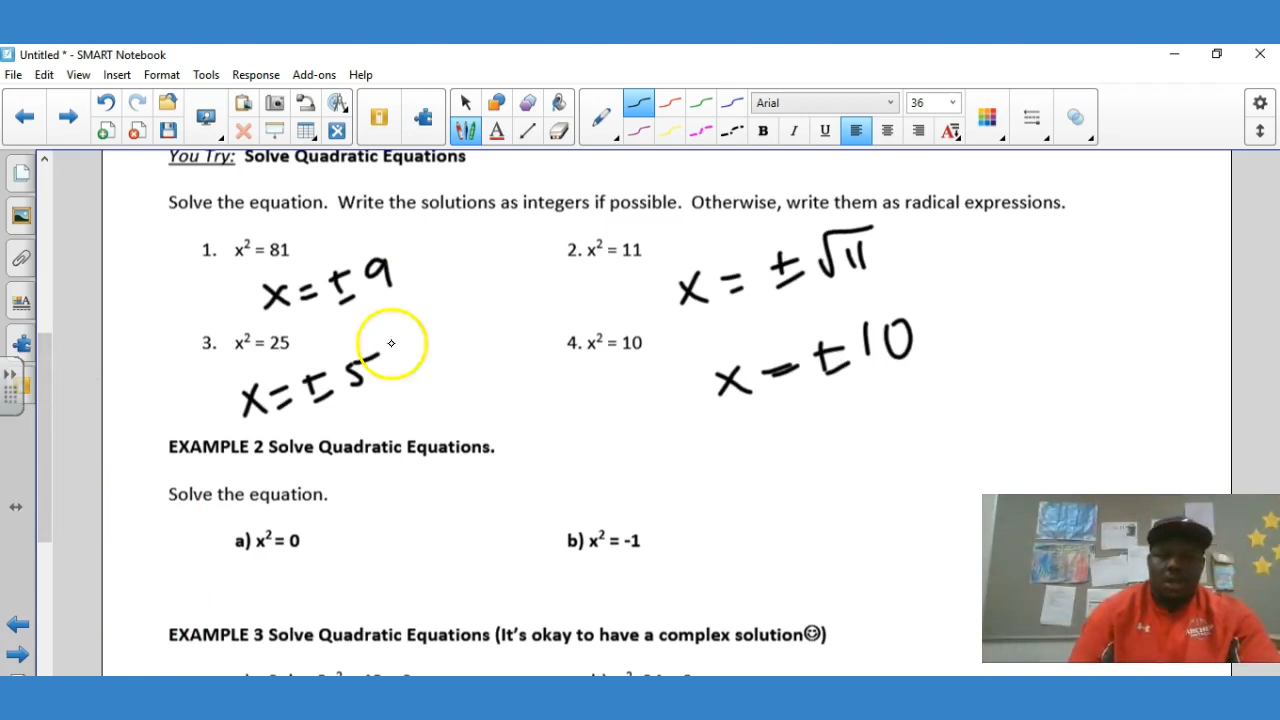 Untitled * - SMART Notebook
File Edit View Insert Format Tools Response Add-ons Help
Arial 36
B I U A
You Try: Solve Quadratic Equations
Solve the equation. Write the solutions as integers if possible. Otherwise, write them as radical expressions.
1. x² = 81 2. x² = 11
x = ± 9 x = ± √11
3. x² = 25 4. x² = 10
x = ± 5 x = ± 10
EXAMPLE 2 Solve Quadratic Equations.
Solve the equation.
a) x² = 0 b) x² = -1
EXAMPLE 3 Solve Quadratic Equations (It's okay to have a complex solution☺)